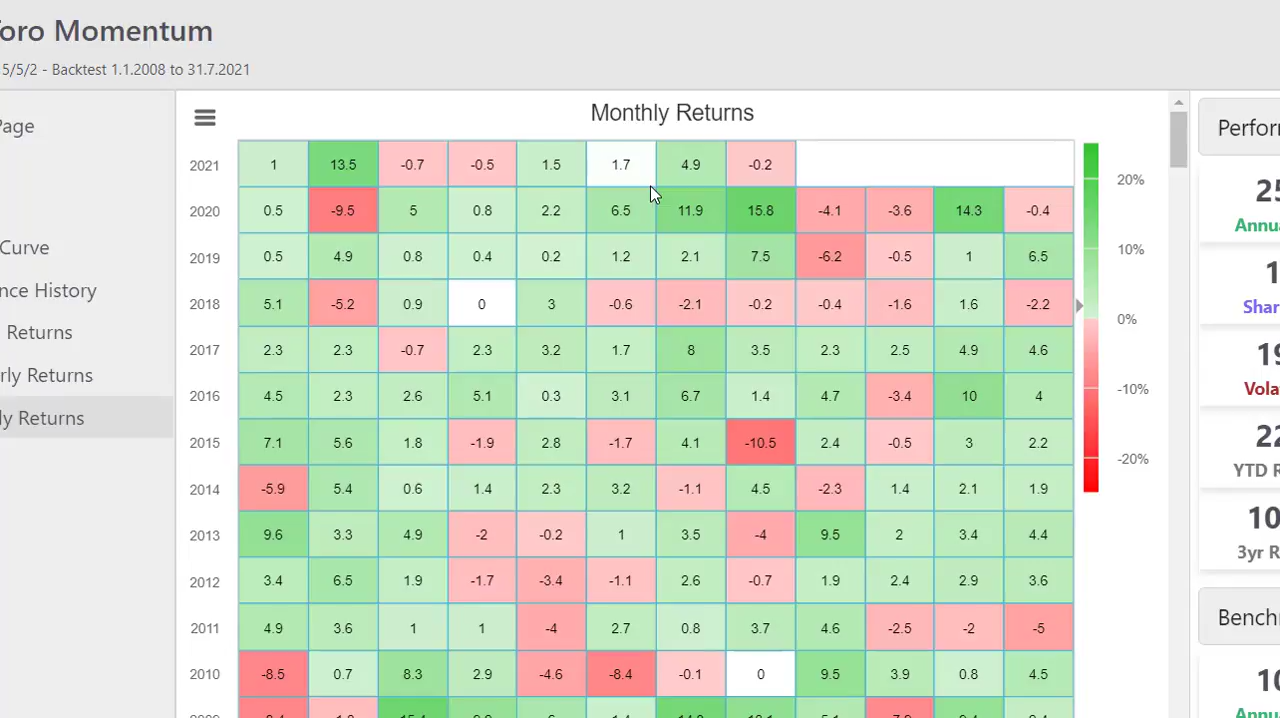 oro Momentum
5/5/2 - Backtest 1.1.2008 to 31.7.2021
Page
Curve
nce History
Returns
rly Returns
ly Returns
Monthly Returns
2021 1 13.5 -0.7 -0.5 1.5 1.7 4.9 -0.2
2020 0.5 -9.5 5 0.8 2.2 6.5 11.9 15.8 -4.1 -3.6 14.3 -0.4
2019 0.5 4.9 0.8 0.4 0.2 1.2 2.1 7.5 -6.2 -0.5 1 6.5
2018 5.1 -5.2 0.9 0 3 -0.6 -2.1 -0.2 -0.4 -1.6 1.6 -2.2
2017 2.3 2.3 -0.7 2.3 3.2 1.7 8 3.5 2.3 2.5 4.9 4.6
2016 4.5 2.3 2.6 5.1 0.3 3.1 6.7 1.4 4.7 -3.4 10 4
2015 7.1 5.6 1.8 -1.9 2.8 -1.7 4.1 -10.5 2.4 -0.5 3 2.2
2014 -5.9 5.4 0.6 1.4 2.3 3.2 -1.1 4.5 -2.3 1.4 2.1 1.9
2013 9.6 3.3 4.9 -2 -0.2 1 3.5 -4 9.5 2 3.4 4.4
2012 3.4 6.5 1.9 -1.7 -3.4 -1.1 2.6 -0.7 1.9 2.4 2.9 3.6
2011 4.9 3.6 1 1 -4 2.7 0.8 3.7 4.6 -2.5 -2 -5
2010 -8.5 0.7 8.3 2.9 -4.6 -8.4 -0.1 0 9.5 3.9 0.8 4.5
20%
10%
0%
-10%
-20%
Perfor
25
Annua
1
Shar
19
Vola
22
YTD R
10
3yr R
Bench
10